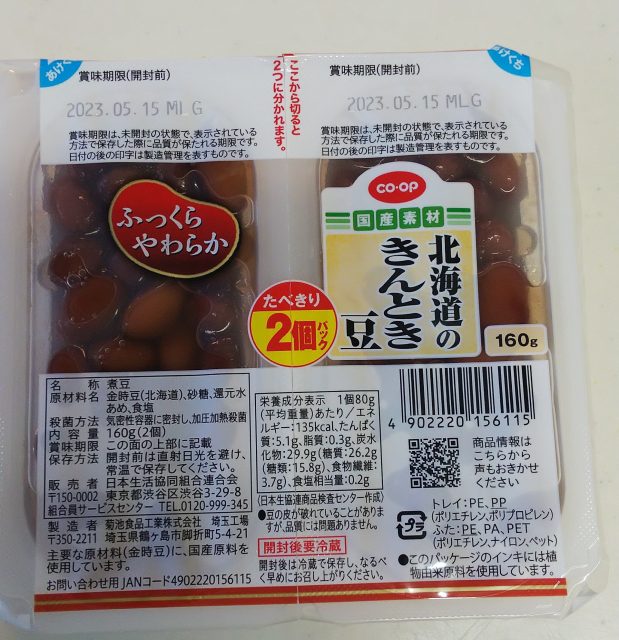 あけくち
賞味期限(開封前)
2023.05.15 MLG
賞味期限は、未開封の状態で、表示されている
方法で保存した際に品質が保たれる期限です。
日付の後の印字は製造管理を表すものです。
ここから切ると
2つに分かれます。
あけくち
賞味期限(開封前)
2023.05.15 MLG
賞味期限は、未開封の状態で、表示されている
方法で保存した際に品質が保たれる期限です。
日付の後の印字は製造管理を表すものです。
ふっくら
やわらか
CO・OP
国産素材
北海道の
きんとき
豆
160g
たべきり
2個パック
名 称 煮豆
原材料名 金時豆(北海道)、砂糖、還元水
あめ、食塩
殺菌方法 気密性容器に密封し、加圧加熱殺菌
内 容 量 160g(2個)
賞味期限 この面の上部に記載
保存方法 開封前は直射日光を避け、
常温で保存してください。
販 売 者 日本生活協同組合連合会
〒150-0002 東京都渋谷区渋谷3-29-8
組合員サービスセンター TEL.0120-999-345
製 造 者 菊池食品工業株式会社 埼玉工場
〒350-2211 埼玉県鶴ヶ島市脚折町5-4-21
主要な原材料(金時豆)に、国産原料を
使用しています。
お問い合わせ用 JANコード4902220156115
栄養成分表示 1個80g
(平均重量)あたり/エネ
ルギー:135kcal、たんぱく
質:5.1g、脂質:0.3g、炭水
化物:29.9g(糖質:26.2g
(糖類:15.8g)、食物繊維:
3.7g)、食塩相当量:0.2g
(日本生協連商品検査センター作成)
●豆の皮が破れていることがありま
すが、品質には問題ありません。
開封後要冷蔵
開封後は冷蔵で保存し、なるべ
く早めにお召し上がりください。
4 902220 156115
商品情報は
こちらから
声もおきかせ
ください
プラ
トレイ:PE、PP
(ポリエチレン、ポリプロピレン)
ふた:PE、PA、PET
(ポリエチレン、ナイロン、ペット)
●このパッケージのインキには植
物由来原料を使用しています。